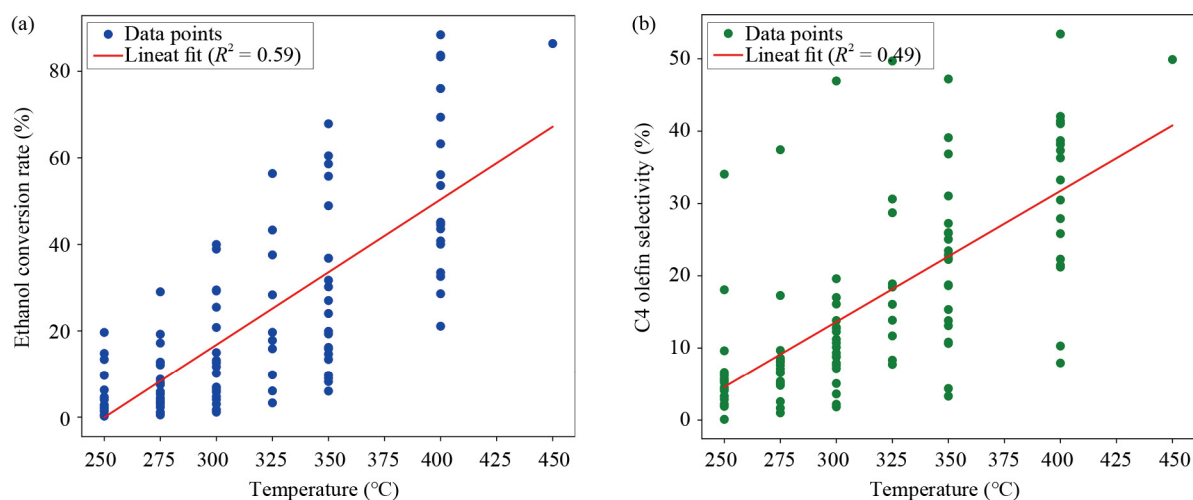 (a)
Data points
Lineat fit (R² = 0.59)
Ethanol conversion rate (%)
80
60
40
20
0
250 275 300 325 350 375 400 425 450
Temperature (°C)
(b)
Data points
Lineat fit (R² = 0.49)
C4 olefin selectivity (%)
50
40
30
20
10
0
250 275 300 325 350 375 400 425 450
Temperature (°C)